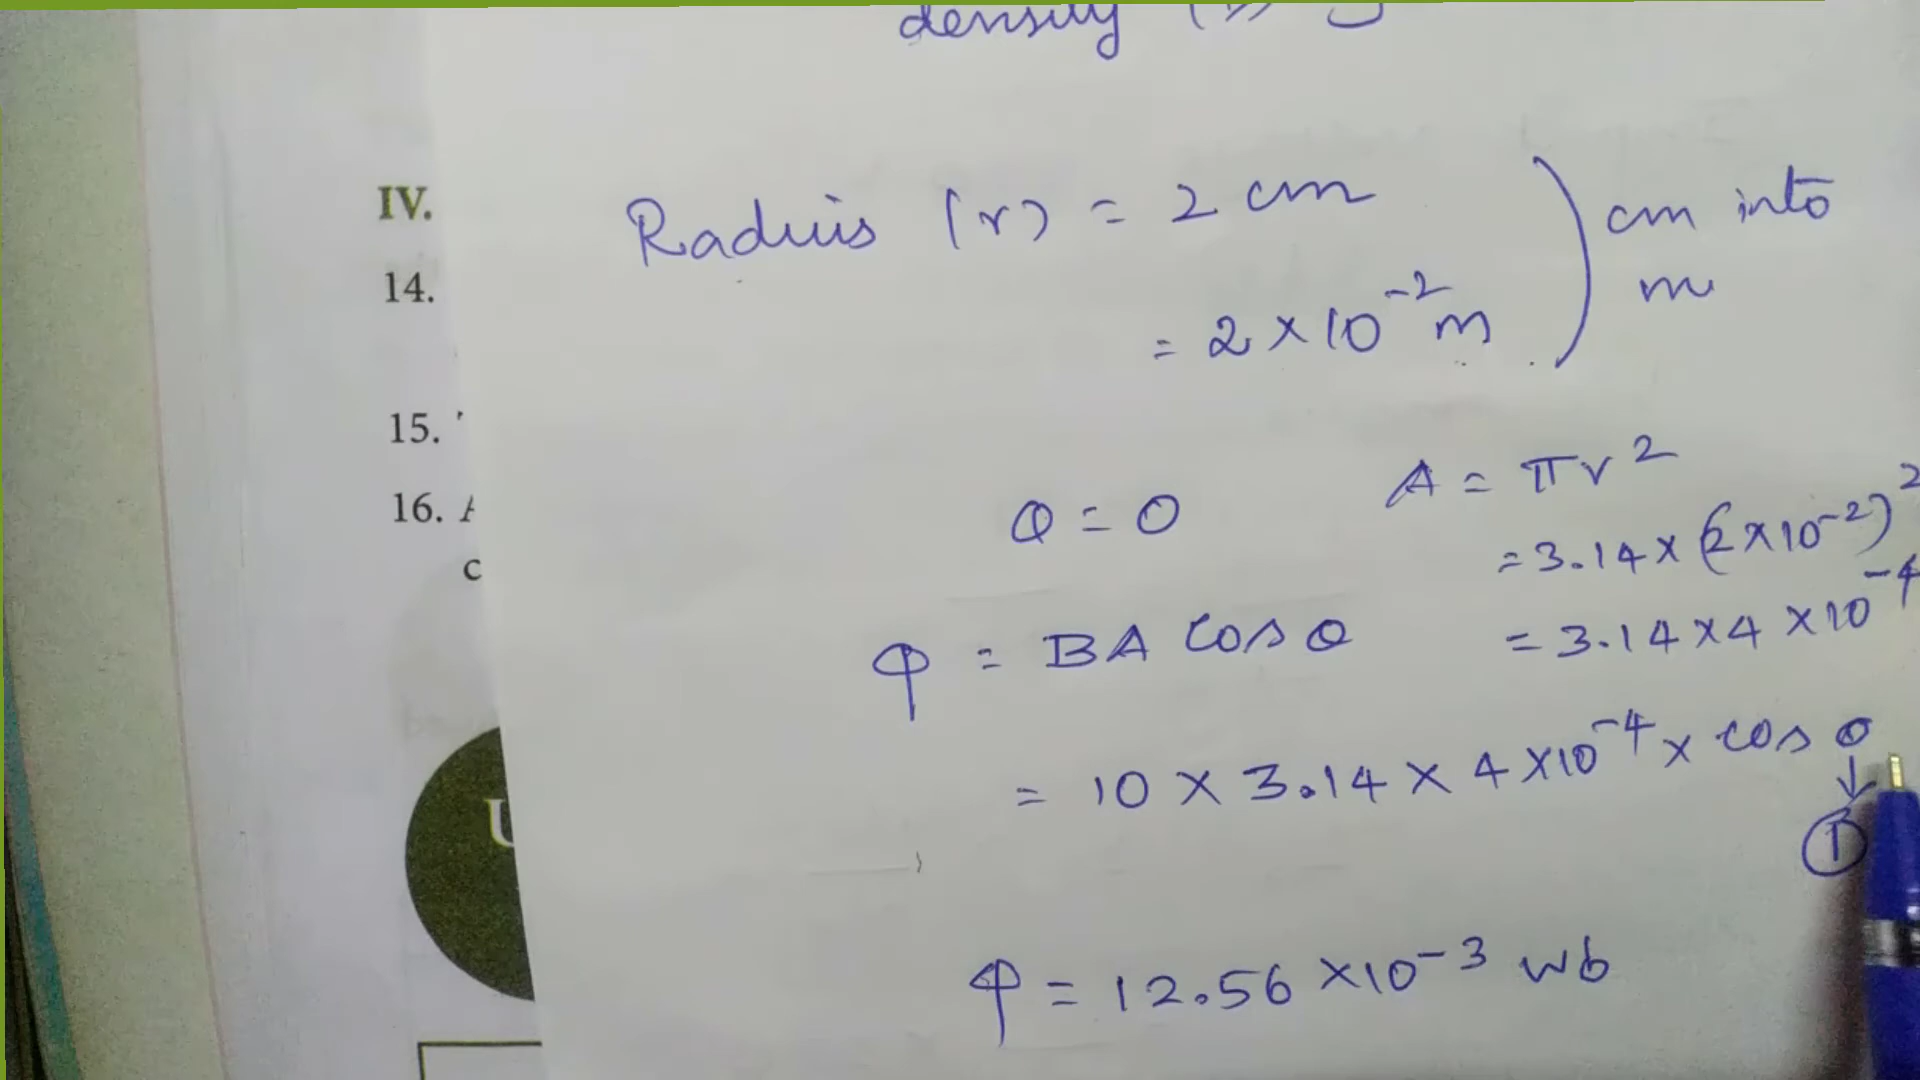 density
IV.
Radius (r) = 2 cm
cm into
14.
= 2 × 10⁻² m
m
15.
A = πr²
16.
θ = 0
= 3.14 × (2 × 10⁻²)²
c
φ = BA cos θ
= 3.14 × 4 × 10⁻⁴
= 10 × 3.14 × 4 × 10⁻⁴ × cos 0
↓
1
U
φ = 12.56 × 10⁻³ wb